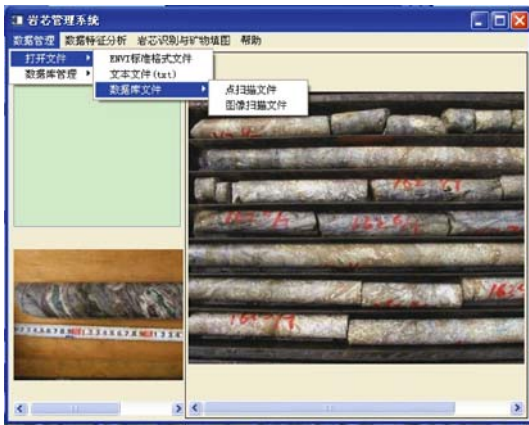 岩芯管理系统
数据管理 数据特征分析 岩芯识别与矿物填图 帮助
打开文件
数据库管理
ENVI标准格式文件
文本文件(txt)
数据库文件
点扫描文件
图像扫描文件